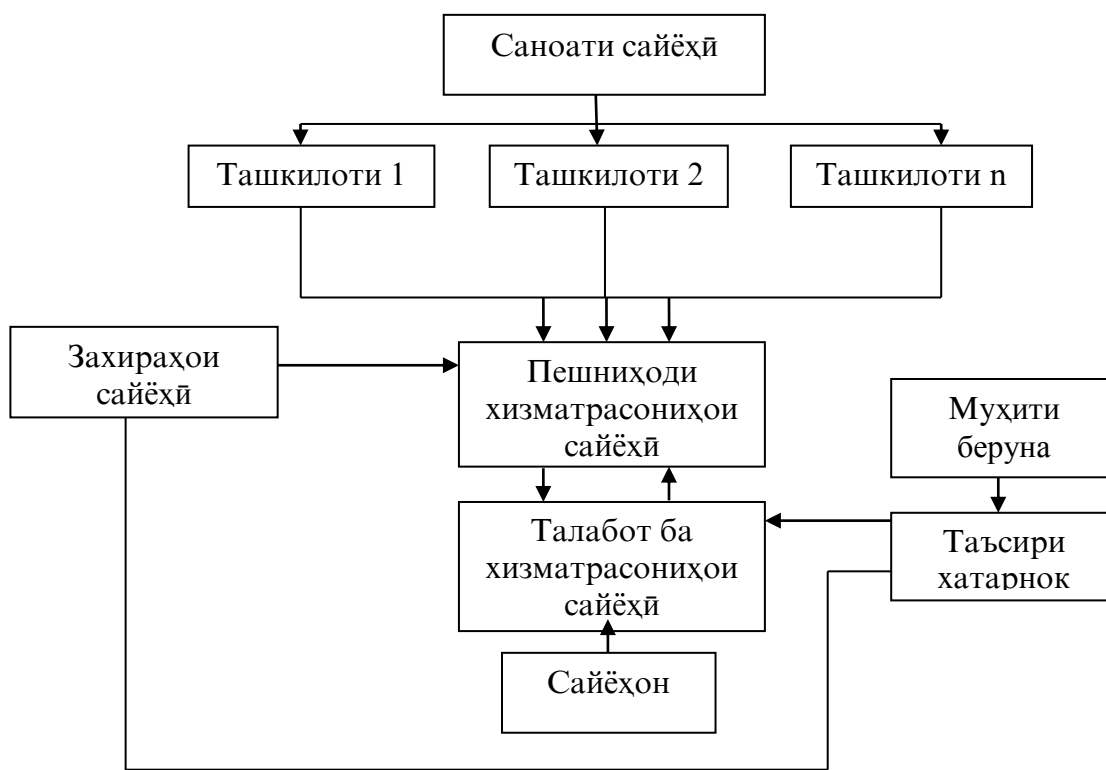 Саноати сайёҳӣ
Ташкилоти 1
Ташкилоти 2
Ташкилоти n
Захираҳои
сайёҳӣ
Пешниҳоди
хизматрасониҳои
сайёҳӣ
Муҳити
беруна
Талабот ба
хизматрасониҳои
сайёҳӣ
Таъсири
хатарнок
Сайёҳон